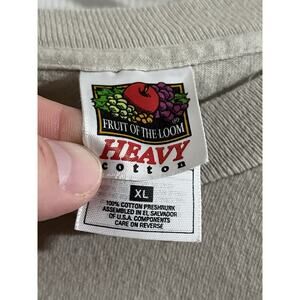 FRUIT OF THE LOOM
HEAVY
cotton
XL
100% COTTON PRESHRUNK
ASSEMBLED IN EL SALVADOR
OF U.S.A. COMPONENTS
CARE ON REVERSE